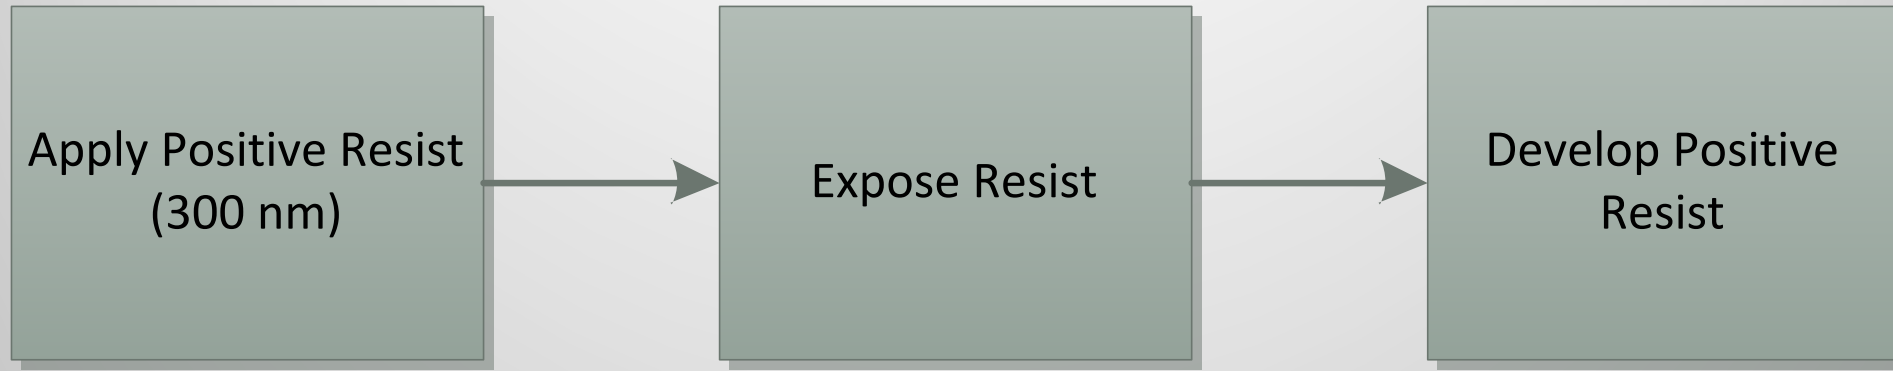 Apply Positive Resist
(300 nm)
Expose Resist
Develop Positive
Resist